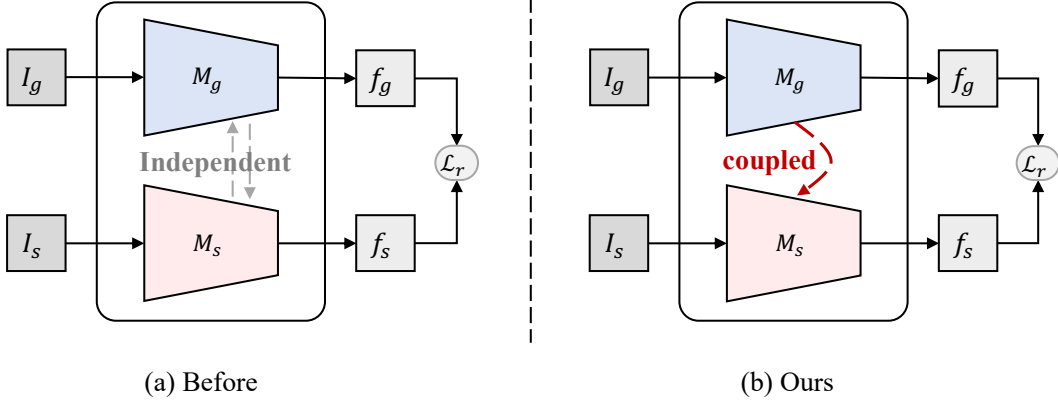 I_g M_g f_g
Independent
ℒ_r
I_s M_s f_s
(a) Before
I_g M_g f_g
coupled
ℒ_r
I_s M_s f_s
(b) Ours